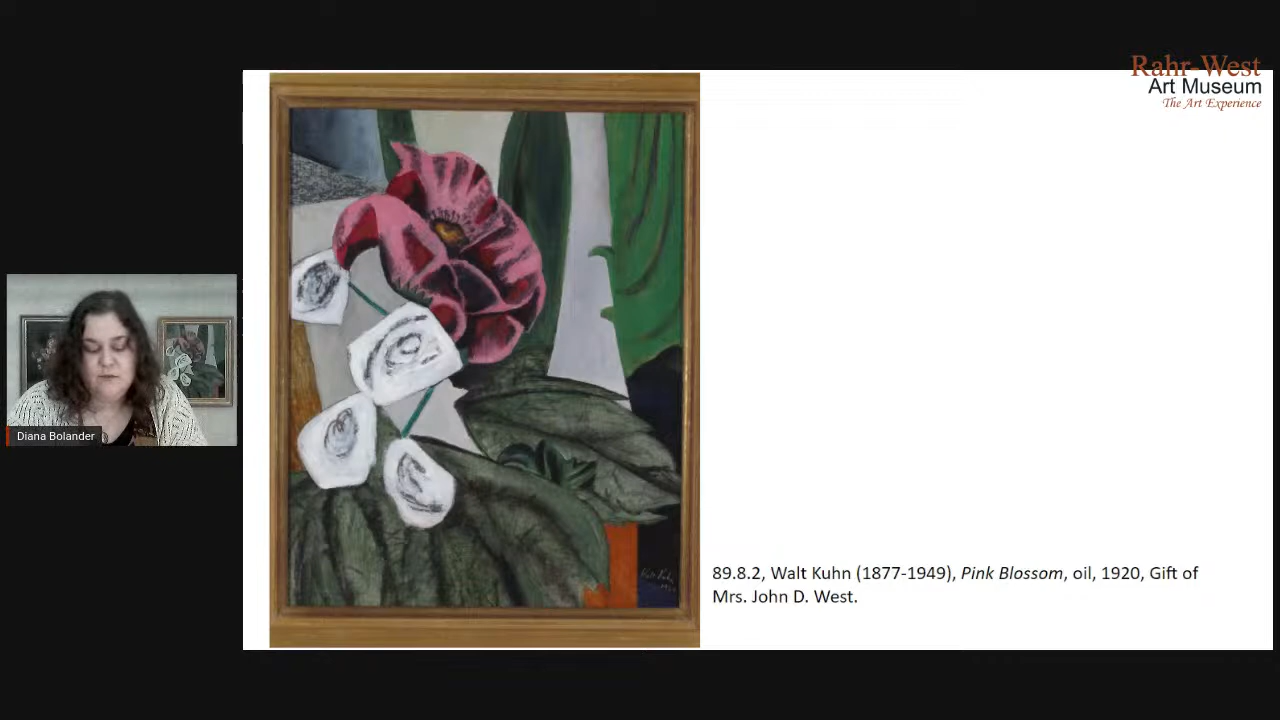 Rahr-West
Art Museum
The Art Experience
Diana Bolander
89.8.2, Walt Kuhn (1877-1949), Pink Blossom, oil, 1920, Gift of
Mrs. John D. West.